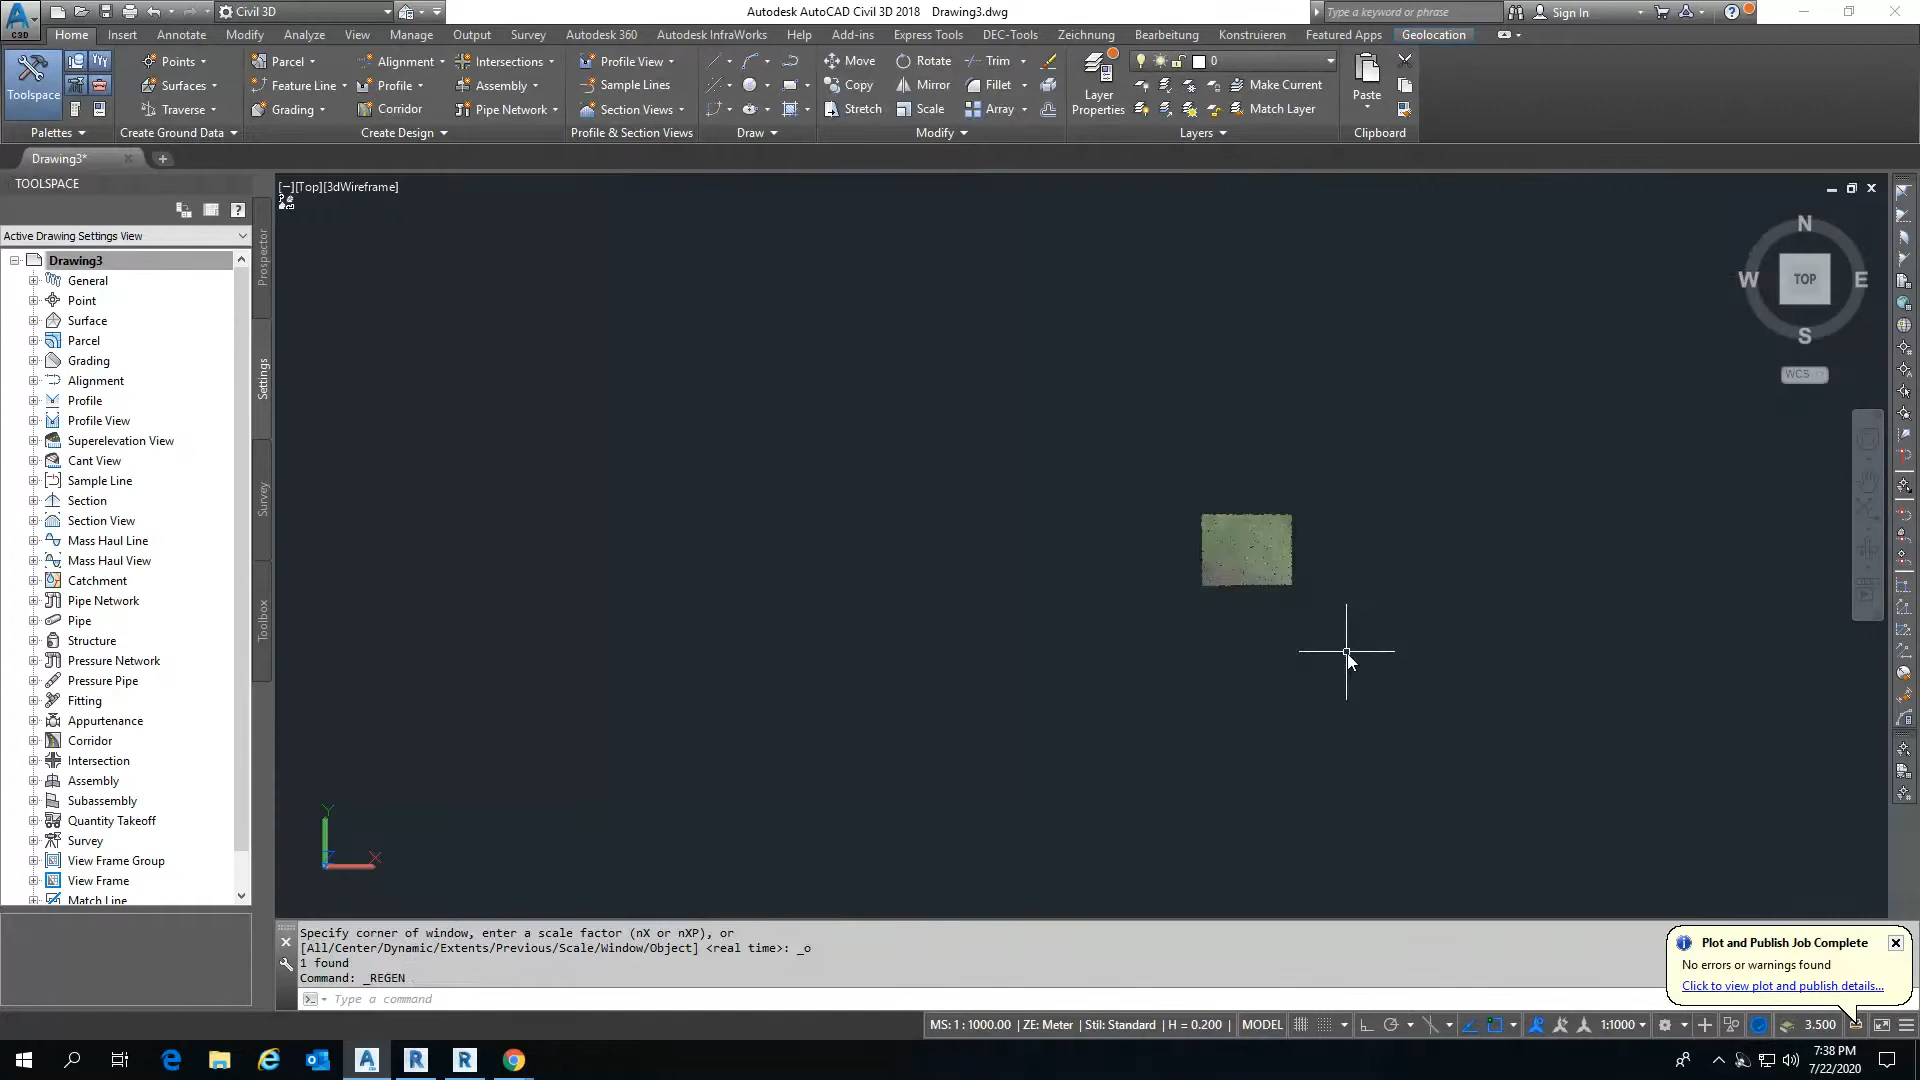 Civil 3D
Autodesk AutoCAD Civil 3D 2018 Drawing3.dwg
Type a keyword or phrase
Sign In
C3D
Home Insert Annotate Modify Analyze View Manage Output Survey Autodesk 360 Autodesk InfraWorks Help Add-ins Express Tools DEC-Tools Zeichnung Bearbeitung Konstruieren Featured Apps Geolocation
Toolspace
Points
Surfaces
Traverse
Parcel
Feature Line
Grading
Alignment
Profile
Corridor
Intersections
Assembly
Pipe Network
Profile View
Sample Lines
Section Views
Move
Copy
Stretch
Rotate
Mirror
Scale
Trim
Fillet
Array
Layer
Properties
0
Make Current
Match Layer
Paste
Palettes Create Ground Data Create Design Profile & Section Views Draw Modify Layers Clipboard
Drawing3*
TOOLSPACE
Active Drawing Settings View
Drawing3
General
Point
Surface
Parcel
Grading
Alignment
Profile
Profile View
Superelevation View
Cant View
Sample Line
Section
Section View
Mass Haul Line
Mass Haul View
Catchment
Pipe Network
Pipe
Structure
Pressure Network
Pressure Pipe
Fitting
Appurtenance
Corridor
Intersection
Assembly
Subassembly
Quantity Takeoff
Survey
View Frame Group
View Frame
Match Line
Prospector
Settings
Survey
Toolbox
[−][Top][3dWireframe]
N
W TOP E
S
WCS
Y
Z X
Specify corner of window, enter a scale factor (nX or nXP), or
[All/Center/Dynamic/Extents/Previous/Scale/Window/Object] <real time>: _o
1 found
Command: _REGEN
Type a command
Plot and Publish Job Complete
No errors or warnings found
Click to view plot and publish details...
MS: 1 : 1000.00 | ZE: Meter | Stil: Standard | H = 0.200 | MODEL
1:1000
3.500
7:38 PM
7/22/2020